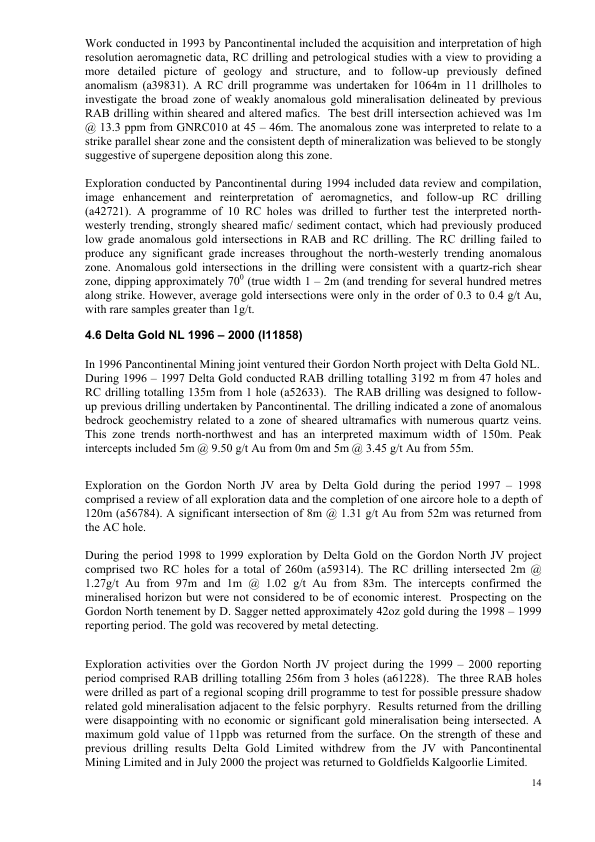 Work conducted in 1993 by Pancontinental included the acquisition and interpretation of high
resolution aeromagnetic data, RC drilling and petrological studies with a view to providing a
more detailed picture of geology and structure, and to follow-up previously defined
anomalism (a39831). A RC drill programme was undertaken for 1064m in 11 drillholes to
investigate the broad zone of weakly anomalous gold mineralisation delineated by previous
RAB drilling within sheared and altered mafics. The best drill intersection achieved was 1m
@ 13.3 ppm from GNRC010 at 45 – 46m. The anomalous zone was interpreted to relate to a
strike parallel shear zone and the consistent depth of mineralization was believed to be stongly
suggestive of supergene deposition along this zone.
Exploration conducted by Pancontinental during 1994 included data review and compilation,
image enhancement and reinterpretation of aeromagnetics, and follow-up RC drilling
(a42721). A programme of 10 RC holes was drilled to further test the interpreted north-
westerly trending, strongly sheared mafic/ sediment contact, which had previously produced
low grade anomalous gold intersections in RAB and RC drilling. The RC drilling failed to
produce any significant grade increases throughout the north-westerly trending anomalous
zone. Anomalous gold intersections in the drilling were consistent with a quartz-rich shear
zone, dipping approximately 70⁰ (true width 1 – 2m (and trending for several hundred metres
along strike. However, average gold intersections were only in the order of 0.3 to 0.4 g/t Au,
with rare samples greater than 1g/t.
4.6 Delta Gold NL 1996 – 2000 (I11858)
In 1996 Pancontinental Mining joint ventured their Gordon North project with Delta Gold NL.
During 1996 – 1997 Delta Gold conducted RAB drilling totalling 3192 m from 47 holes and
RC drilling totalling 135m from 1 hole (a52633). The RAB drilling was designed to follow-
up previous drilling undertaken by Pancontinental. The drilling indicated a zone of anomalous
bedrock geochemistry related to a zone of sheared ultramafics with numerous quartz veins.
This zone trends north-northwest and has an interpreted maximum width of 150m. Peak
intercepts included 5m @ 9.50 g/t Au from 0m and 5m @ 3.45 g/t Au from 55m.
Exploration on the Gordon North JV area by Delta Gold during the period 1997 – 1998
comprised a review of all exploration data and the completion of one aircore hole to a depth of
120m (a56784). A significant intersection of 8m @ 1.31 g/t Au from 52m was returned from
the AC hole.
During the period 1998 to 1999 exploration by Delta Gold on the Gordon North JV project
comprised two RC holes for a total of 260m (a59314). The RC drilling intersected 2m @
1.27g/t Au from 97m and 1m @ 1.02 g/t Au from 83m. The intercepts confirmed the
mineralised horizon but were not considered to be of economic interest. Prospecting on the
Gordon North tenement by D. Sagger netted approximately 42oz gold during the 1998 – 1999
reporting period. The gold was recovered by metal detecting.
Exploration activities over the Gordon North JV project during the 1999 – 2000 reporting
period comprised RAB drilling totalling 256m from 3 holes (a61228). The three RAB holes
were drilled as part of a regional scoping drill programme to test for possible pressure shadow
related gold mineralisation adjacent to the felsic porphyry. Results returned from the drilling
were disappointing with no economic or significant gold mineralisation being intersected. A
maximum gold value of 11ppb was returned from the surface. On the strength of these and
previous drilling results Delta Gold Limited withdrew from the JV with Pancontinental
Mining Limited and in July 2000 the project was returned to Goldfields Kalgoorlie Limited.
14